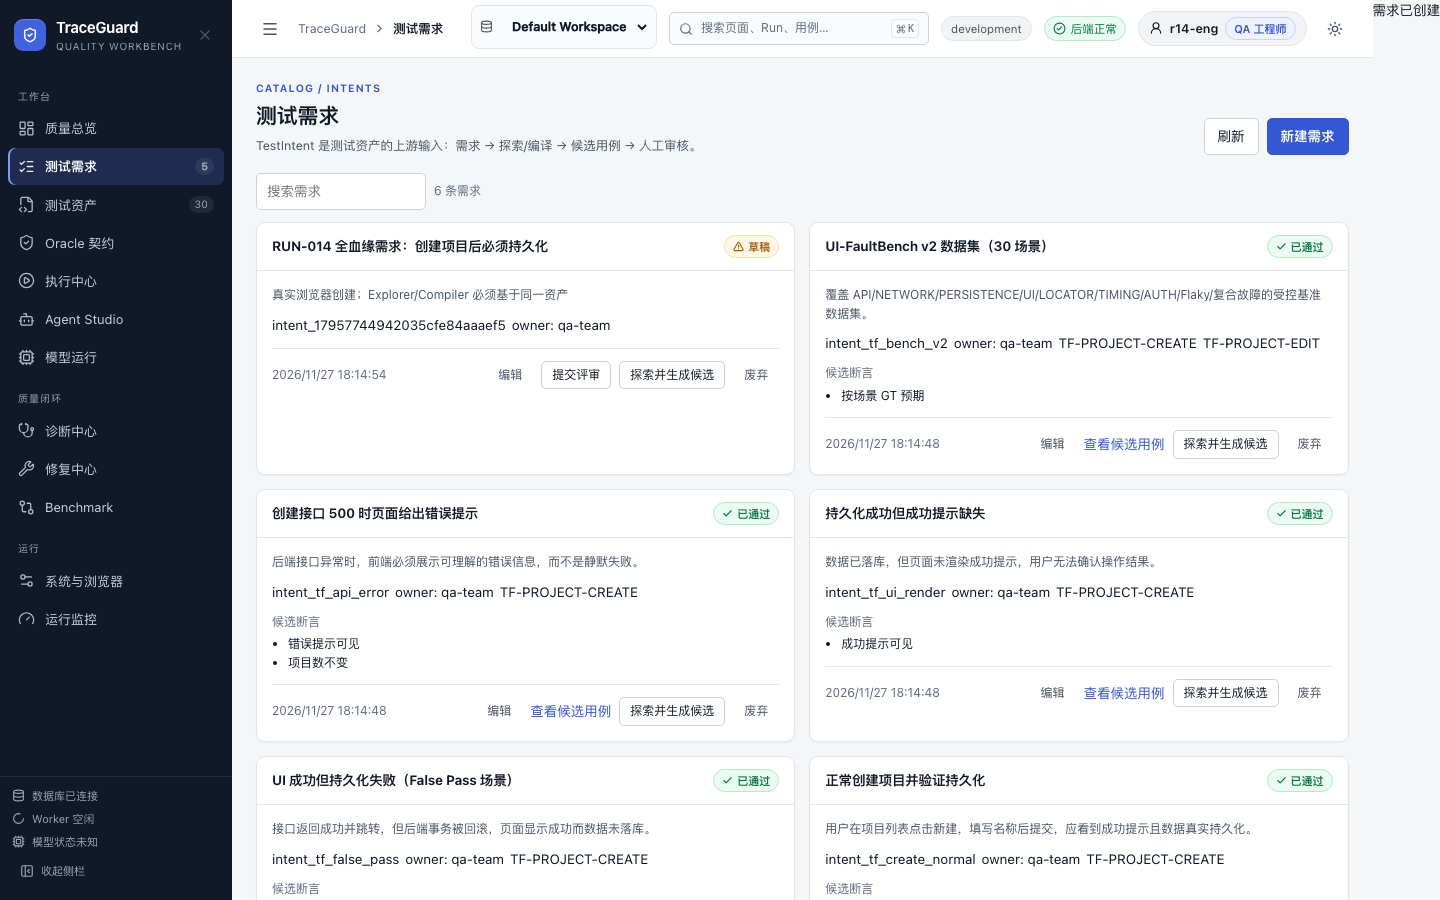 TraceGuard
QUALITY WORKBENCH
工作台
质量总览
测试需求
5
测试资产
30
Oracle 契约
执行中心
Agent Studio
模型运行
质量闭环
诊断中心
修复中心
Benchmark
运行
系统与浏览器
运行监控
数据库已连接
Worker 空闲
模型状态未知
收起侧栏
TraceGuard
测试需求
Default Workspace
搜索页面、Run、用例...
⌘K
development
后端正常
r14-eng
QA 工程师
需求已创建
CATALOG / INTENTS
测试需求
TestIntent 是测试资产的上游输入：需求 → 探索/编译 → 候选用例 → 人工审核。
刷新
新建需求
搜索需求
6 条需求
RUN-014 全血缘需求：创建项目后必须持久化
草稿
真实浏览器创建；Explorer/Compiler 必须基于同一资产
intent_17957744942035cfe84aaaef5 owner: qa-team
2026/11/27 18:14:54
编辑
提交评审
探索并生成候选
废弃
UI-FaultBench v2 数据集（30 场景）
已通过
覆盖 API/NETWORK/PERSISTENCE/UI/LOCATOR/TIMING/AUTH/Flaky/复合故障的受控基准
数据集。
intent_tf_bench_v2 owner: qa-team TF-PROJECT-CREATE TF-PROJECT-EDIT
候选断言
• 按场景 GT 预期
2026/11/27 18:14:48
编辑
查看候选用例
探索并生成候选
废弃
创建接口 500 时页面给出错误提示
已通过
后端接口异常时，前端必须展示可理解的错误信息，而不是静默失败。
intent_tf_api_error owner: qa-team TF-PROJECT-CREATE
候选断言
• 错误提示可见
• 项目数不变
2026/11/27 18:14:48
编辑
查看候选用例
探索并生成候选
废弃
持久化成功但成功提示缺失
已通过
数据已落库，但页面未渲染成功提示，用户无法确认操作结果。
intent_tf_ui_render owner: qa-team TF-PROJECT-CREATE
候选断言
• 成功提示可见
2026/11/27 18:14:48
编辑
查看候选用例
探索并生成候选
废弃
UI 成功但持久化失败（False Pass 场景）
已通过
接口返回成功并跳转，但后端事务被回滚，页面显示成功而数据未落库。
intent_tf_false_pass owner: qa-team TF-PROJECT-CREATE
候选断言
正常创建项目并验证持久化
已通过
用户在项目列表点击新建，填写名称后提交，应看到成功提示且数据真实持久化。
intent_tf_create_normal owner: qa-team TF-PROJECT-CREATE
候选断言